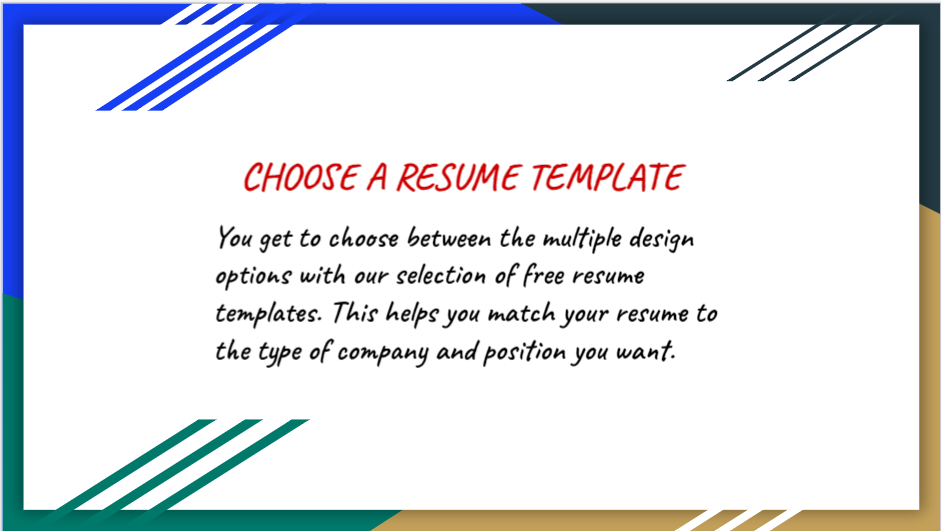 CHOOSE A RESUME TEMPLATE
You get to choose between the multiple design
options with our selection of free resume
templates. This helps you match your resume to
the type of company and position you want.